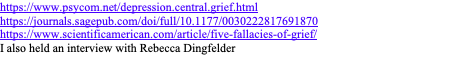 https://www.psycom.net/depression.central.grief.html
https://journals.sagepub.com/doi/full/10.1177/0030222817691870
https://www.scientificamerican.com/article/five-fallacies-of-grief/
I also held an interview with Rebecca Dingfelder